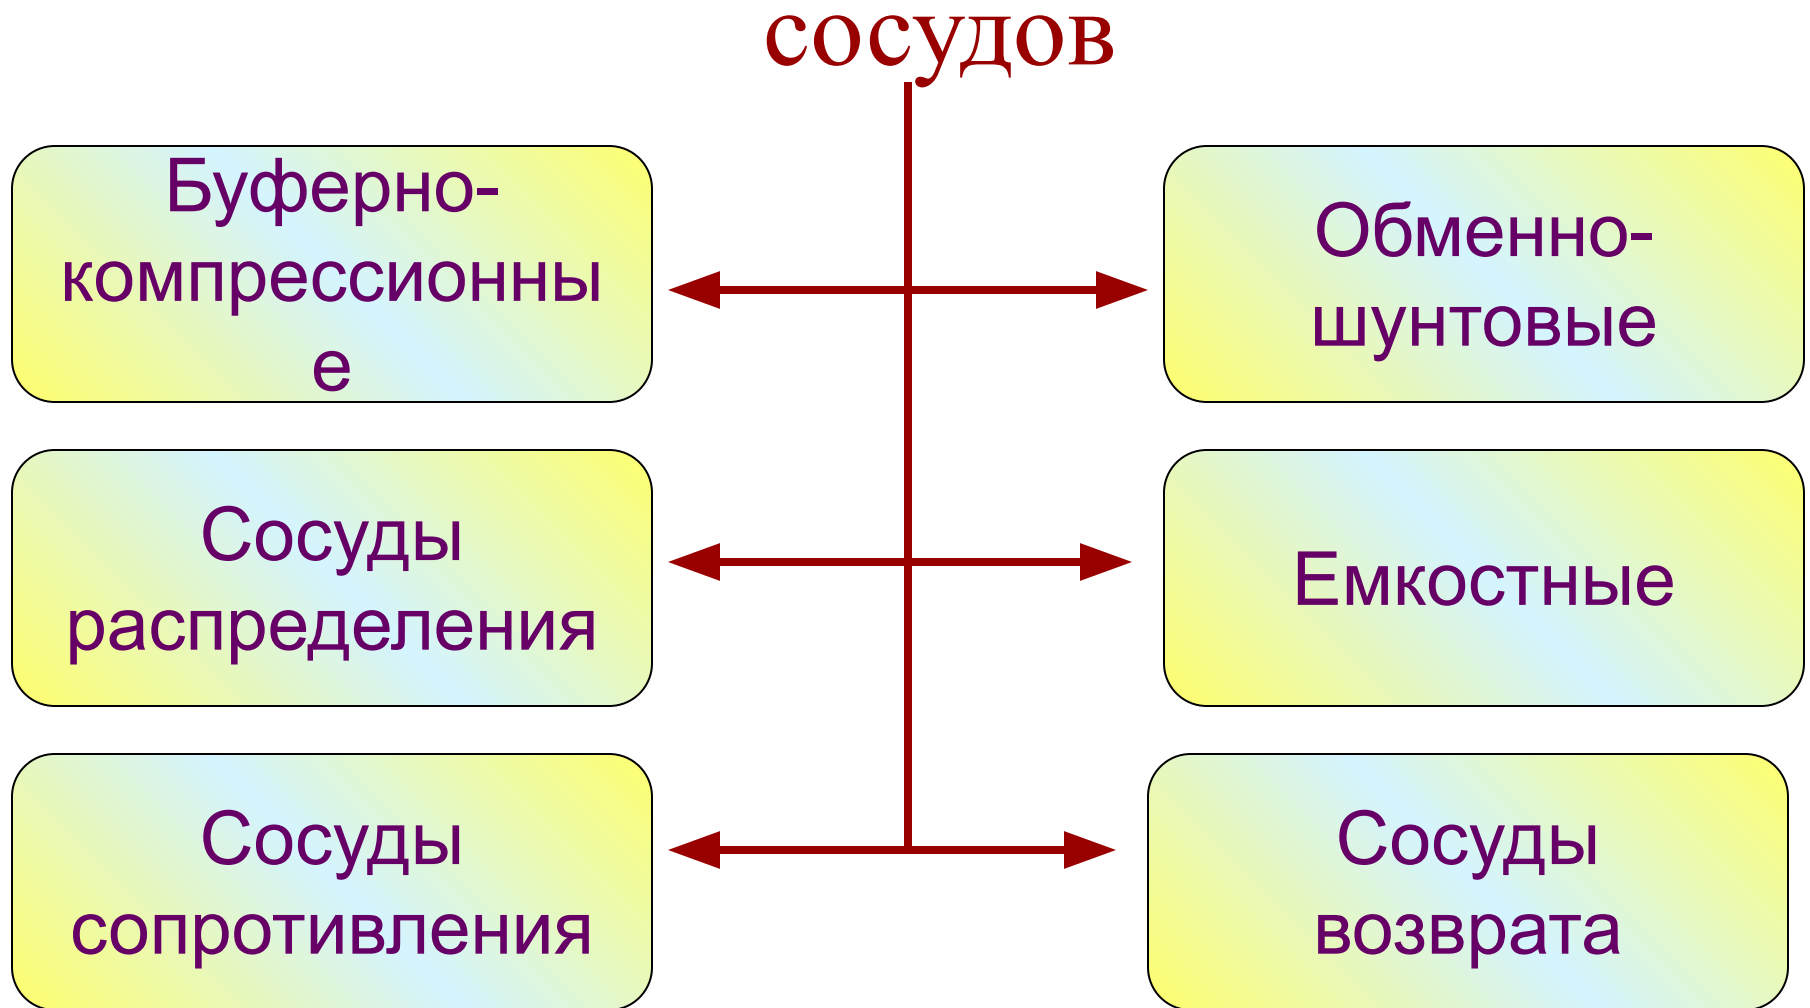 сосудов
Буферно-
компрессионны
е
Обменно-
шунтовые
Сосуды
распределения
Емкостные
Сосуды
сопротивления
Сосуды
возврата